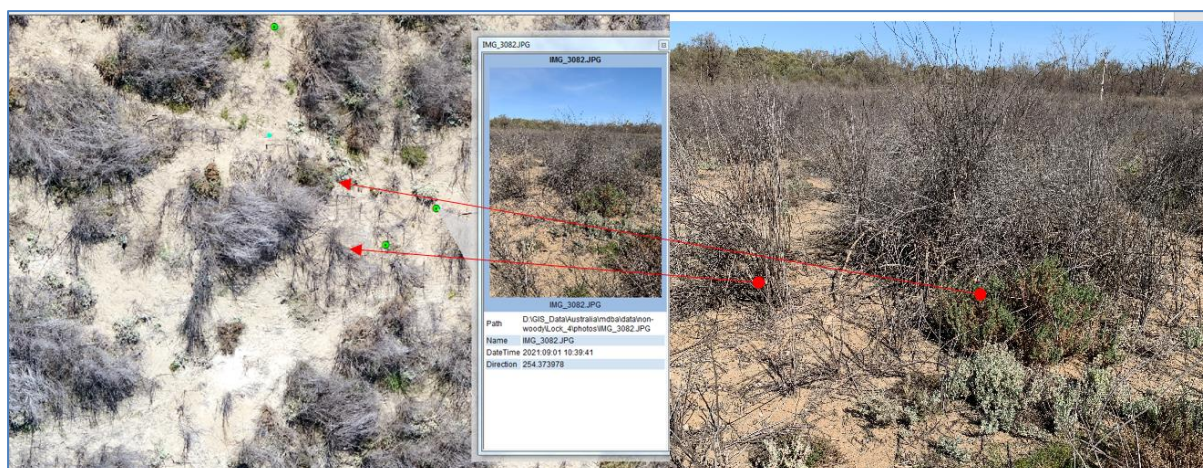 IMG_3082.JPG
IMG_3082.JPG
IMG_3082.JPG
Path D:\GIS_Data\Australia\mdba\data\non-
woody\Lock_4\photos\IMG_3082.JPG
Name IMG_3082.JPG
DateTime 2021:09:01 10:39:41
Direction 254.373978